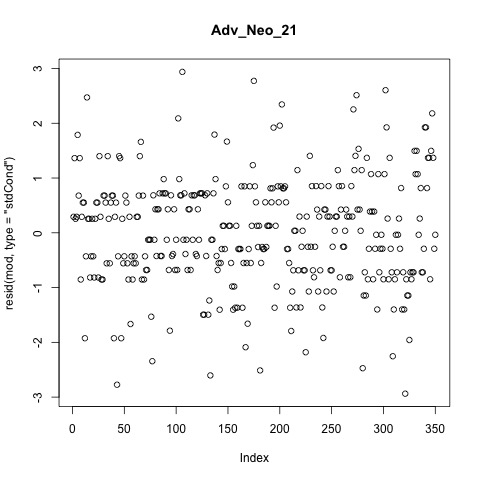 Adv_Neo_21
resid(mod, type = "stdCond")
3
2
1
0
-1
-2
-3
0 50 100 150 200 250 300 350
Index